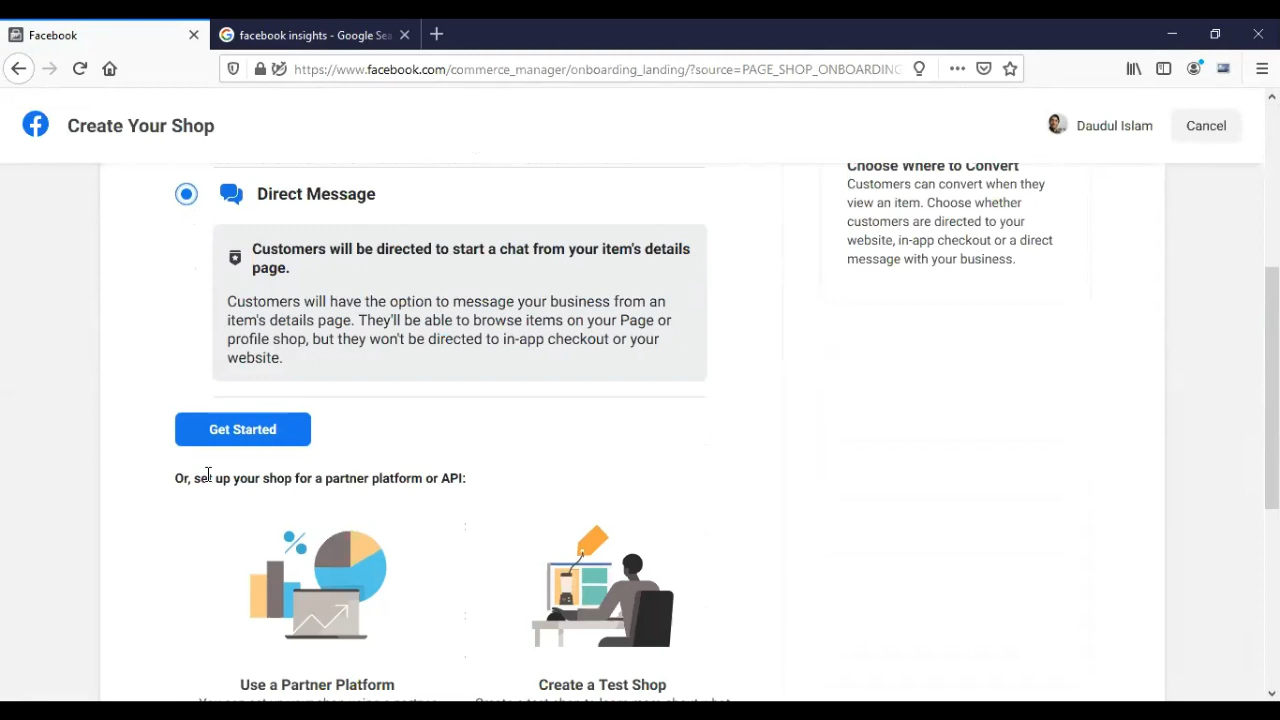 Facebook
facebook insights - Google Sea
https://www.facebook.com/commerce_manager/onboarding_landing/?source=PAGE_SHOP_ONBOARDING
Create Your Shop
Daudul Islam
Cancel
Direct Message
Customers will be directed to start a chat from your item's details
page.
Customers will have the option to message your business from an
item's details page. They'll be able to browse items on your Page or
profile shop, but they won't be directed to in-app checkout or your
website.
Get Started
Or, set up your shop for a partner platform or API:
Use a Partner Platform
Create a Test Shop
Choose Where to Convert
Customers can convert when they
view an item. Choose whether
customers are directed to your
website, in-app checkout or a direct
message with your business.